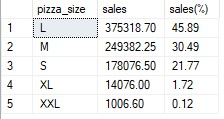 pizza_size sales sales(%)
1 L 375318.70 45.89
2 M 249382.25 30.49
3 S 178076.50 21.77
4 XL 14076.00 1.72
5 XXL 1006.60 0.12